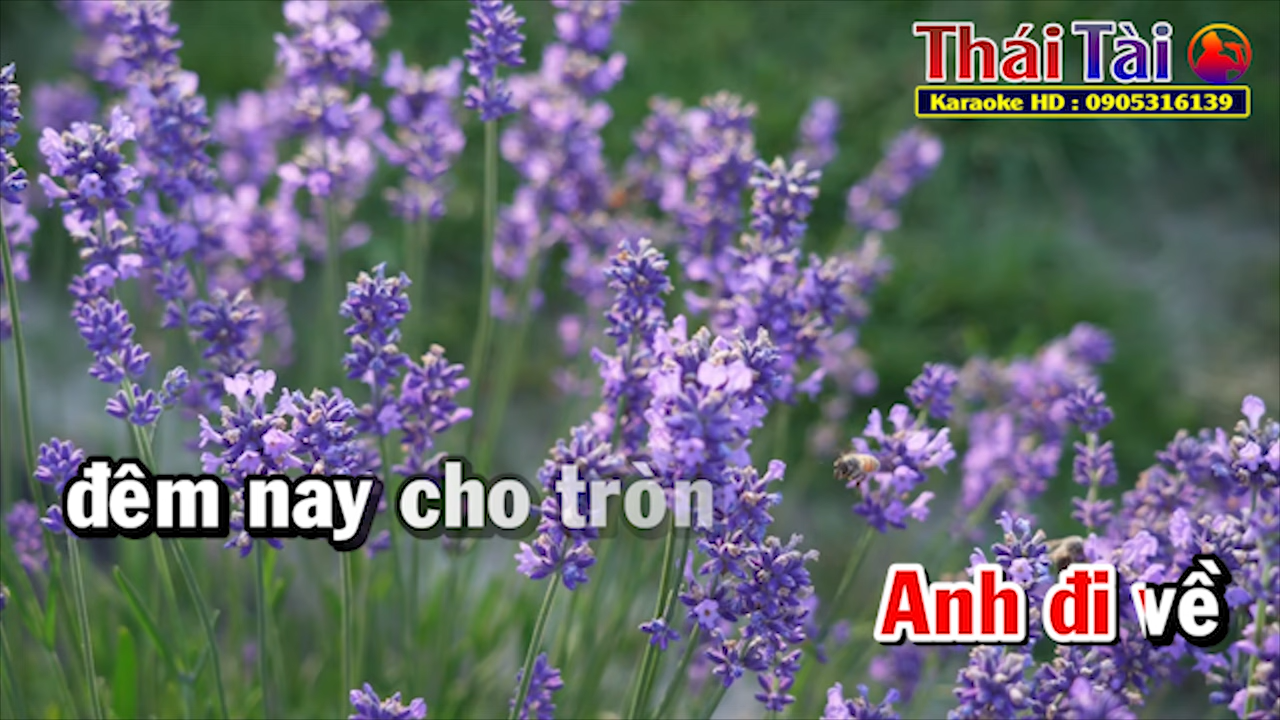 Thái Tài
Karaoke HD : 0905316139
đêm nay cho tròn
Anh đi về